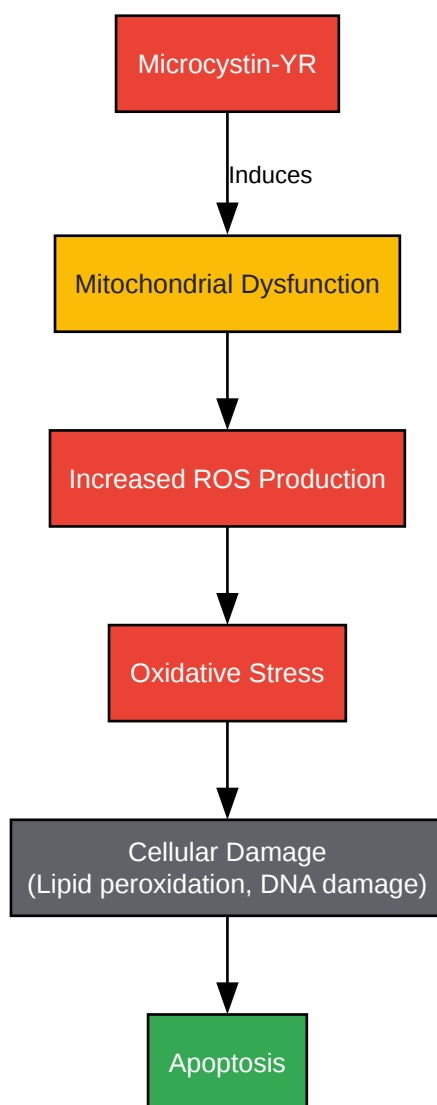 Microcystin-YR
Induces
Mitochondrial Dysfunction
Increased ROS Production
Oxidative Stress
Cellular Damage
(Lipid peroxidation, DNA damage)
Apoptosis